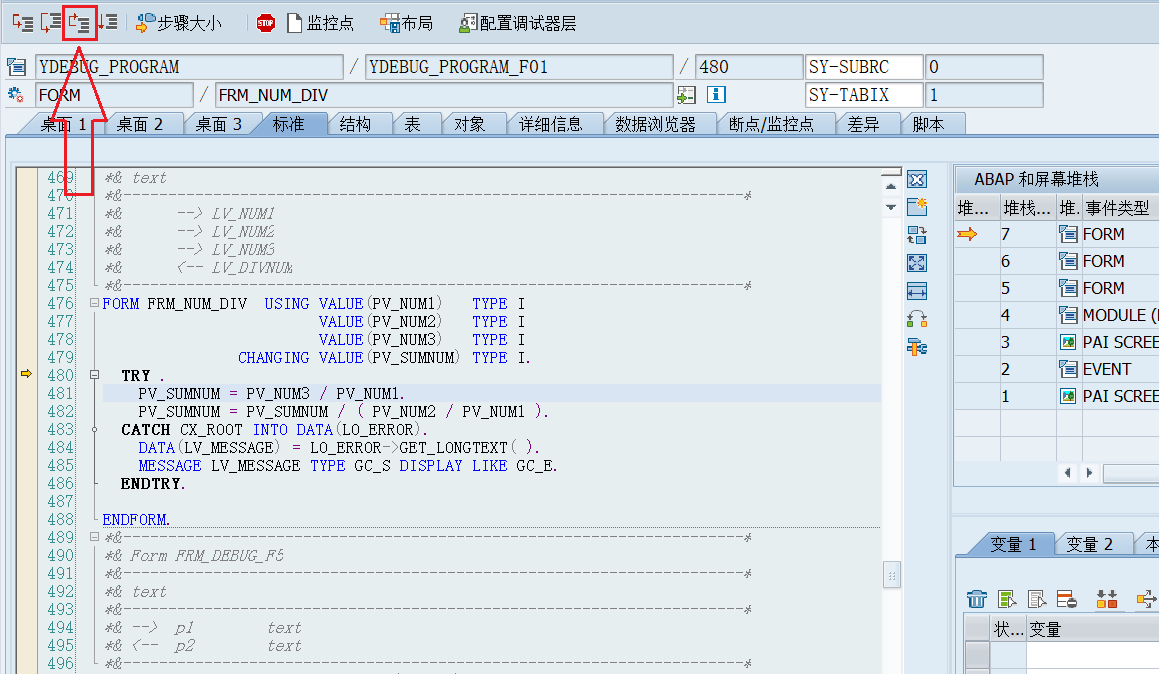 步骤大小 STOP 监控点 布局 配置调试器层
YDEBUG_PROGRAM / YDEBUG_PROGRAM_F01 / 480 SY-SUBRC 0
FORM / FRM_NUM_DIV SY-TABIX 1
桌面 1 桌面 2 桌面 3 标准 结构 表 对象 详细信息 数据浏览器 断点/监控点 差异 脚本
469 *& text
470 *&---------------------------------------------------------------------*
471 *&      --> LV_NUM1
472 *&      --> LV_NUM2
473 *&      --> LV_NUM3
474 *&      <-- LV_DIVNUM
475 *&---------------------------------------------------------------------*
476 FORM FRM_NUM_DIV  USING VALUE(PV_NUM1)   TYPE I
477                         VALUE(PV_NUM2)   TYPE I
478                         VALUE(PV_NUM3)   TYPE I
479                CHANGING VALUE(PV_SUMNUM) TYPE I.
480   TRY .
481     PV_SUMNUM = PV_NUM3 / PV_NUM1.
482     PV_SUMNUM = PV_SUMNUM / ( PV_NUM2 / PV_NUM1 ).
483   CATCH CX_ROOT INTO DATA(LO_ERROR).
484     DATA(LV_MESSAGE) = LO_ERROR->GET_LONGTEXT( ).
485     MESSAGE LV_MESSAGE TYPE GC_S DISPLAY LIKE GC_E.
486   ENDTRY.
487
488 ENDFORM.
489 *&---------------------------------------------------------------------*
490 *& Form FRM_DEBUG_F5
491 *&---------------------------------------------------------------------*
492 *& text
493 *&---------------------------------------------------------------------*
494 *& -->  p1        text
495 *& <--  p2        text
496 *&---------------------------------------------------------------------*
ABAP 和屏幕堆栈
堆... 堆栈... 堆. 事件类型
7 FORM
6 FORM
5 FORM
4 MODULE (
3 PAI SCREE
2 EVENT
1 PAI SCREE
变量 1 变量 2 本
状... 变量